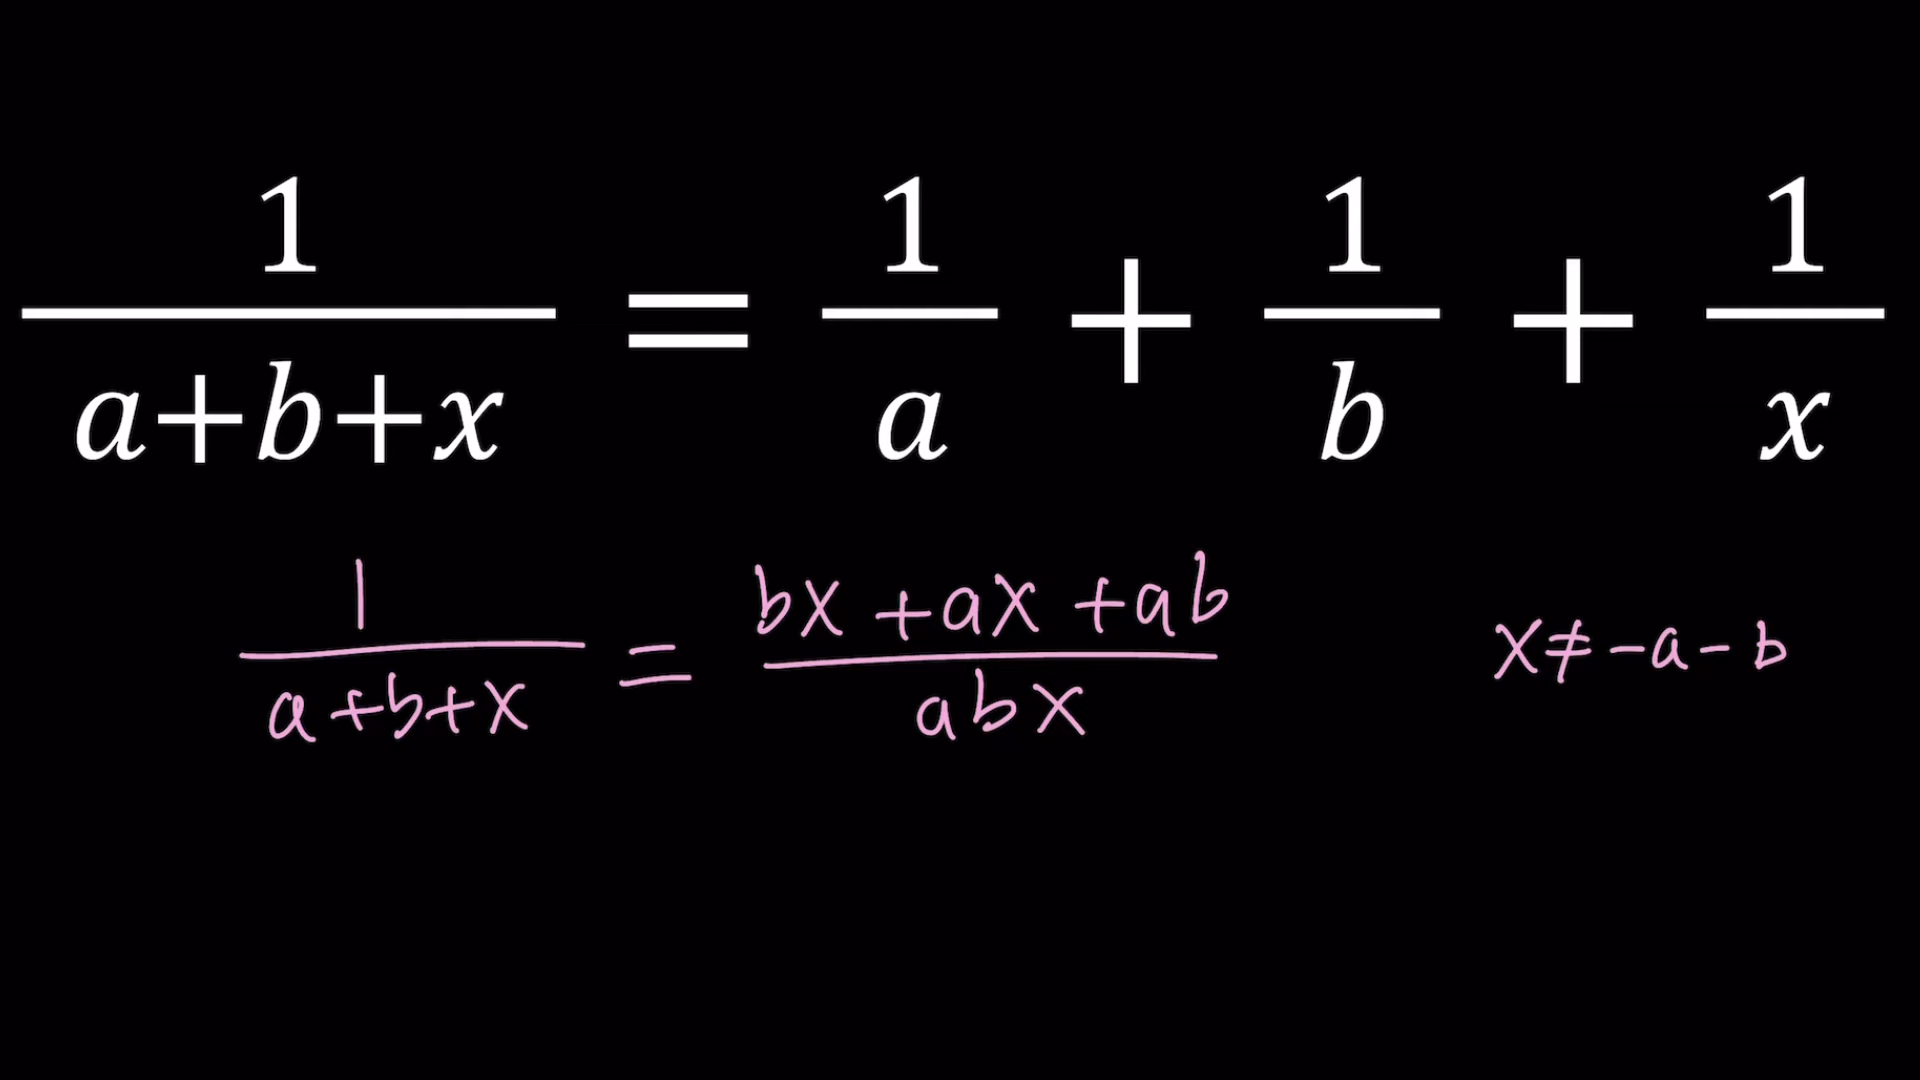 1/(a+b+x) = 1/a + 1/b + 1/x
1/(a+b+x) = (bx+ax+ab)/(abx) x≠-a-b